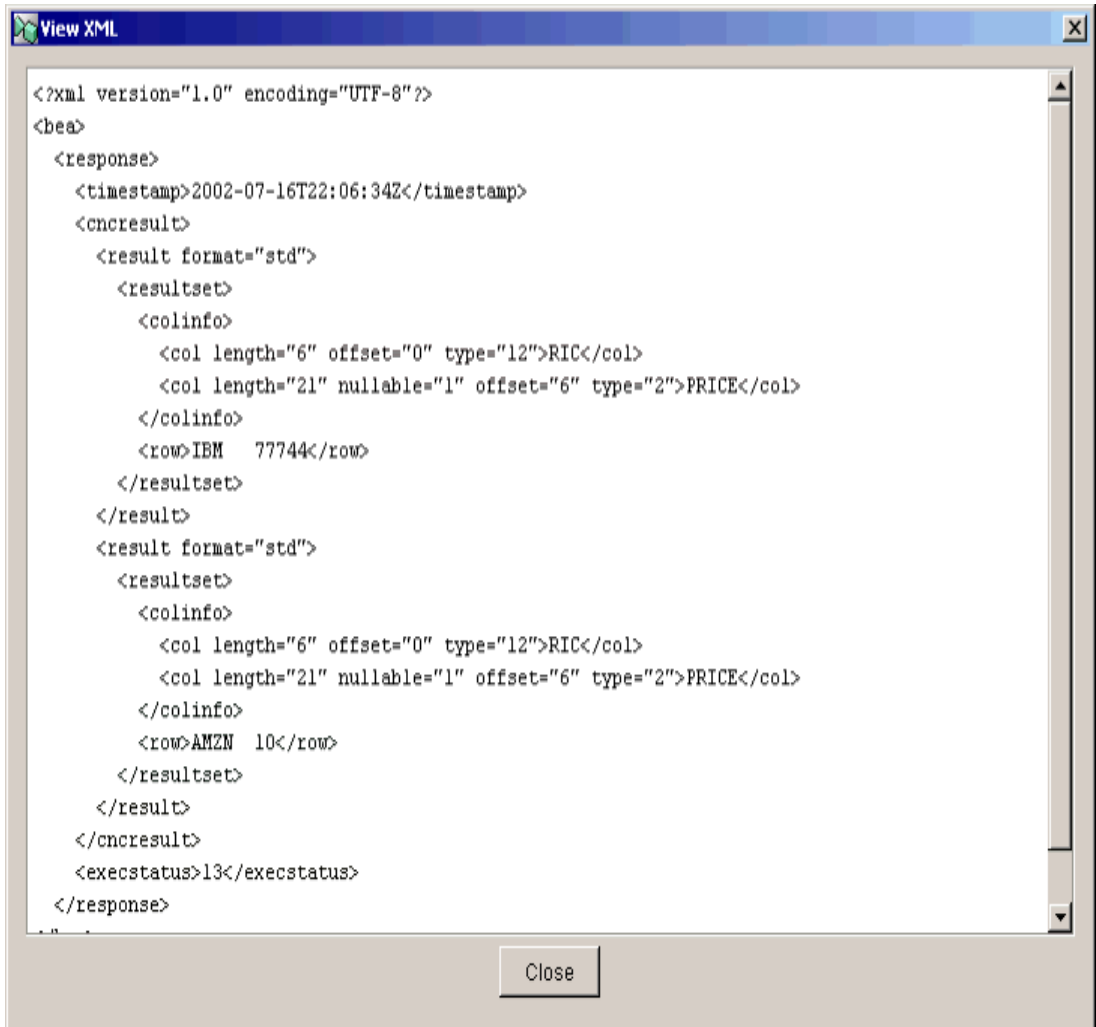 View XML
<?xml version="1.0" encoding="UTF-8"?>
<bea>
  <response>
    <timestamp>2002-07-16T22:06:34Z</timestamp>
    <cncresult>
      <result format="std">
        <resultset>
          <colinfo>
            <col length="6" offset="0" type="12">RIC</col>
            <col length="21" nullable="1" offset="6" type="2">PRICE</col>
          </colinfo>
          <row>IBM   77744</row>
        </resultset>
      </result>
      <result format="std">
        <resultset>
          <colinfo>
            <col length="6" offset="0" type="12">RIC</col>
            <col length="21" nullable="1" offset="6" type="2">PRICE</col>
          </colinfo>
          <row>AMZN  10</row>
        </resultset>
      </result>
    </cncresult>
    <execstatus>13</execstatus>
  </response>
Close